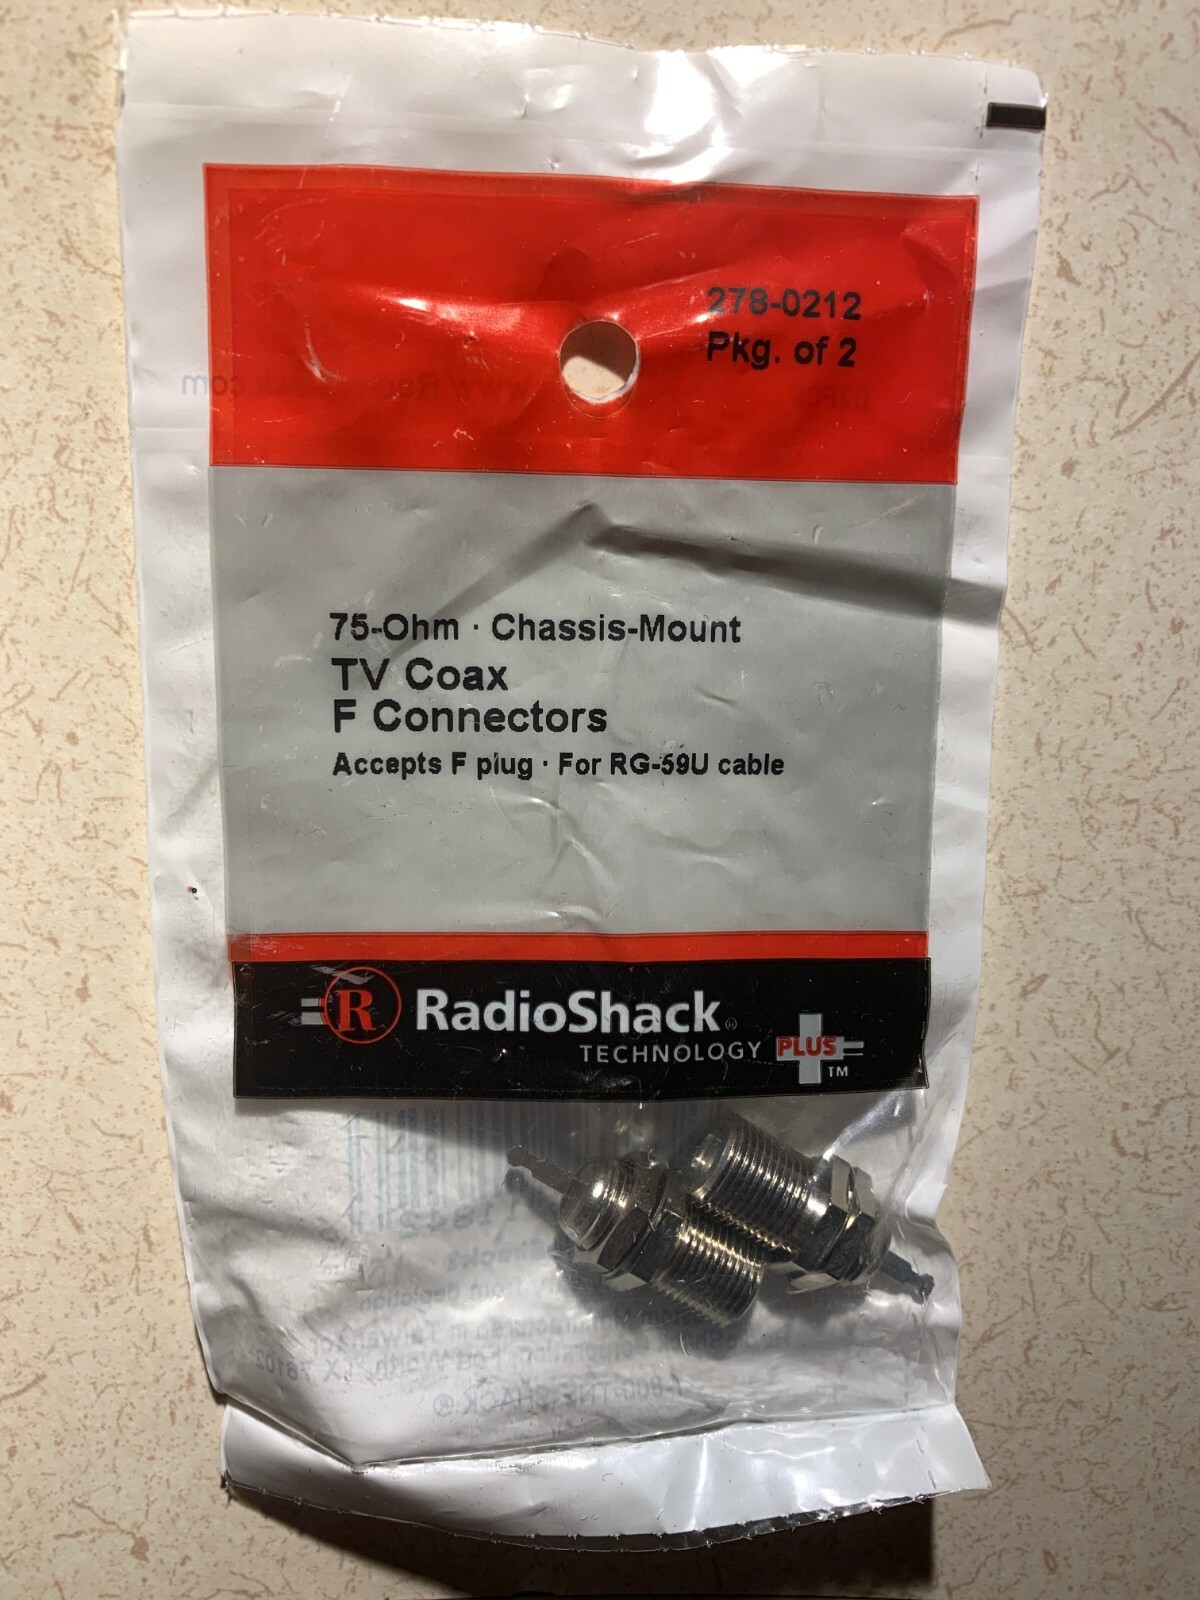 278-0212
Pkg. of 2
75-Ohm · Chassis-Mount
TV Coax
F Connectors
Accepts F plug · For RG-59U cable
R RadioShack®
TECHNOLOGY PLUS™